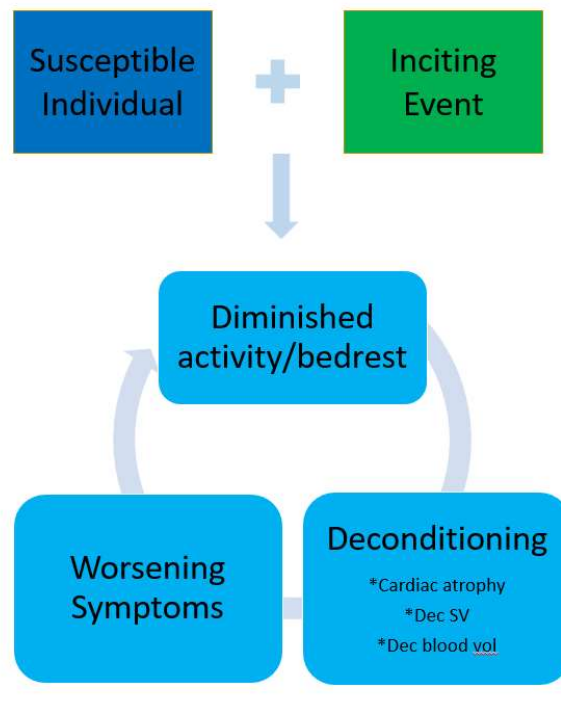 Susceptible
Individual
Inciting
Event
Diminished
activity/bedrest
Worsening
Symptoms
Deconditioning
*Cardiac atrophy
*Dec SV
*Dec blood vol